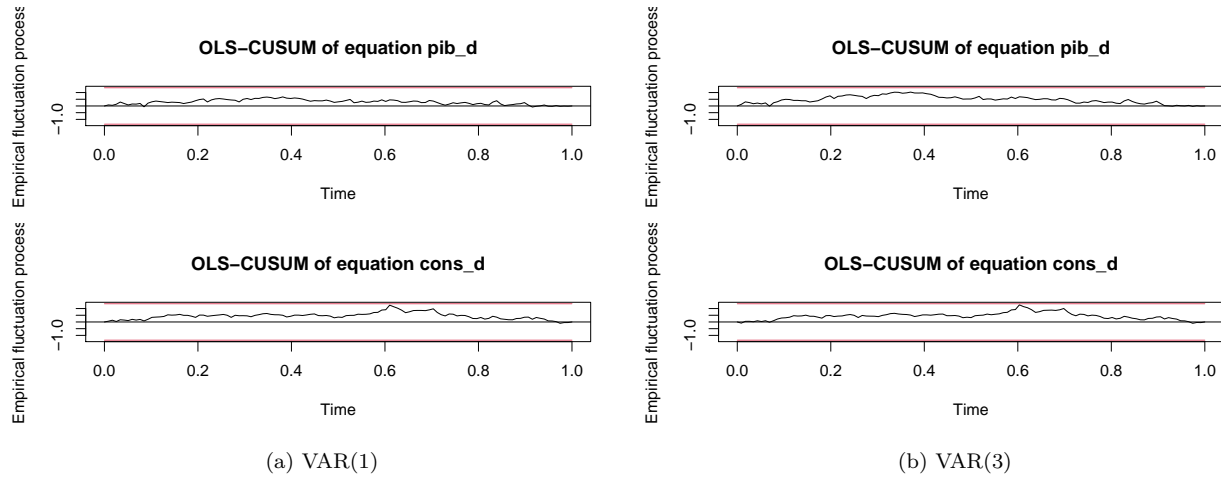 OLS−CUSUM of equation pib_d
Empirical fluctuation process
−1.0
0.0 0.2 0.4 0.6 0.8 1.0
Time
OLS−CUSUM of equation cons_d
Empirical fluctuation process
−1.0
0.0 0.2 0.4 0.6 0.8 1.0
Time
(a) VAR(1)
OLS−CUSUM of equation pib_d
Empirical fluctuation process
−1.0
0.0 0.2 0.4 0.6 0.8 1.0
Time
OLS−CUSUM of equation cons_d
Empirical fluctuation process
−1.0
0.0 0.2 0.4 0.6 0.8 1.0
Time
(b) VAR(3)